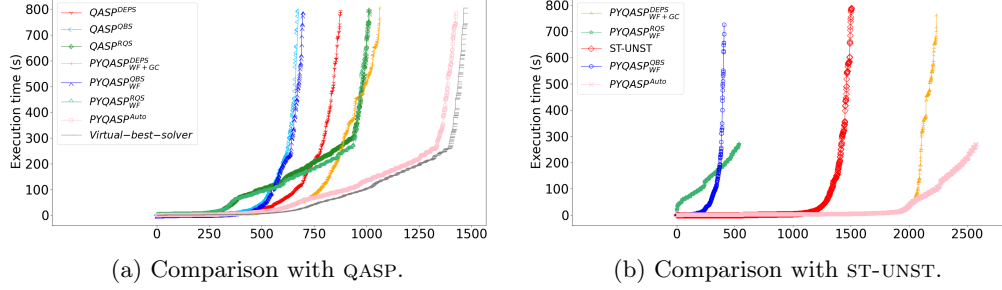 Execution time (s)
800
700
600
500
400
300
200
100
0
QASP^DEPS
QASP^QBS
QASP^RQS
PYQASP^DEPS_WF+GC
PYQASP^QBS_WF
PYQASP^RQS_WF
PYQASP^Auto
Virtual−best−solver
0 250 500 750 1000 1250 1500
(a) Comparison with QASP.
Execution time (s)
800
700
600
500
400
300
200
100
0
PYQASP^DEPS_WF+GC
PYQASP^RQS_WF
ST-UNST
PYQASP^QBS_WF
PYQASP^Auto
0 500 1000 1500 2000 2500
(b) Comparison with ST-UNST.